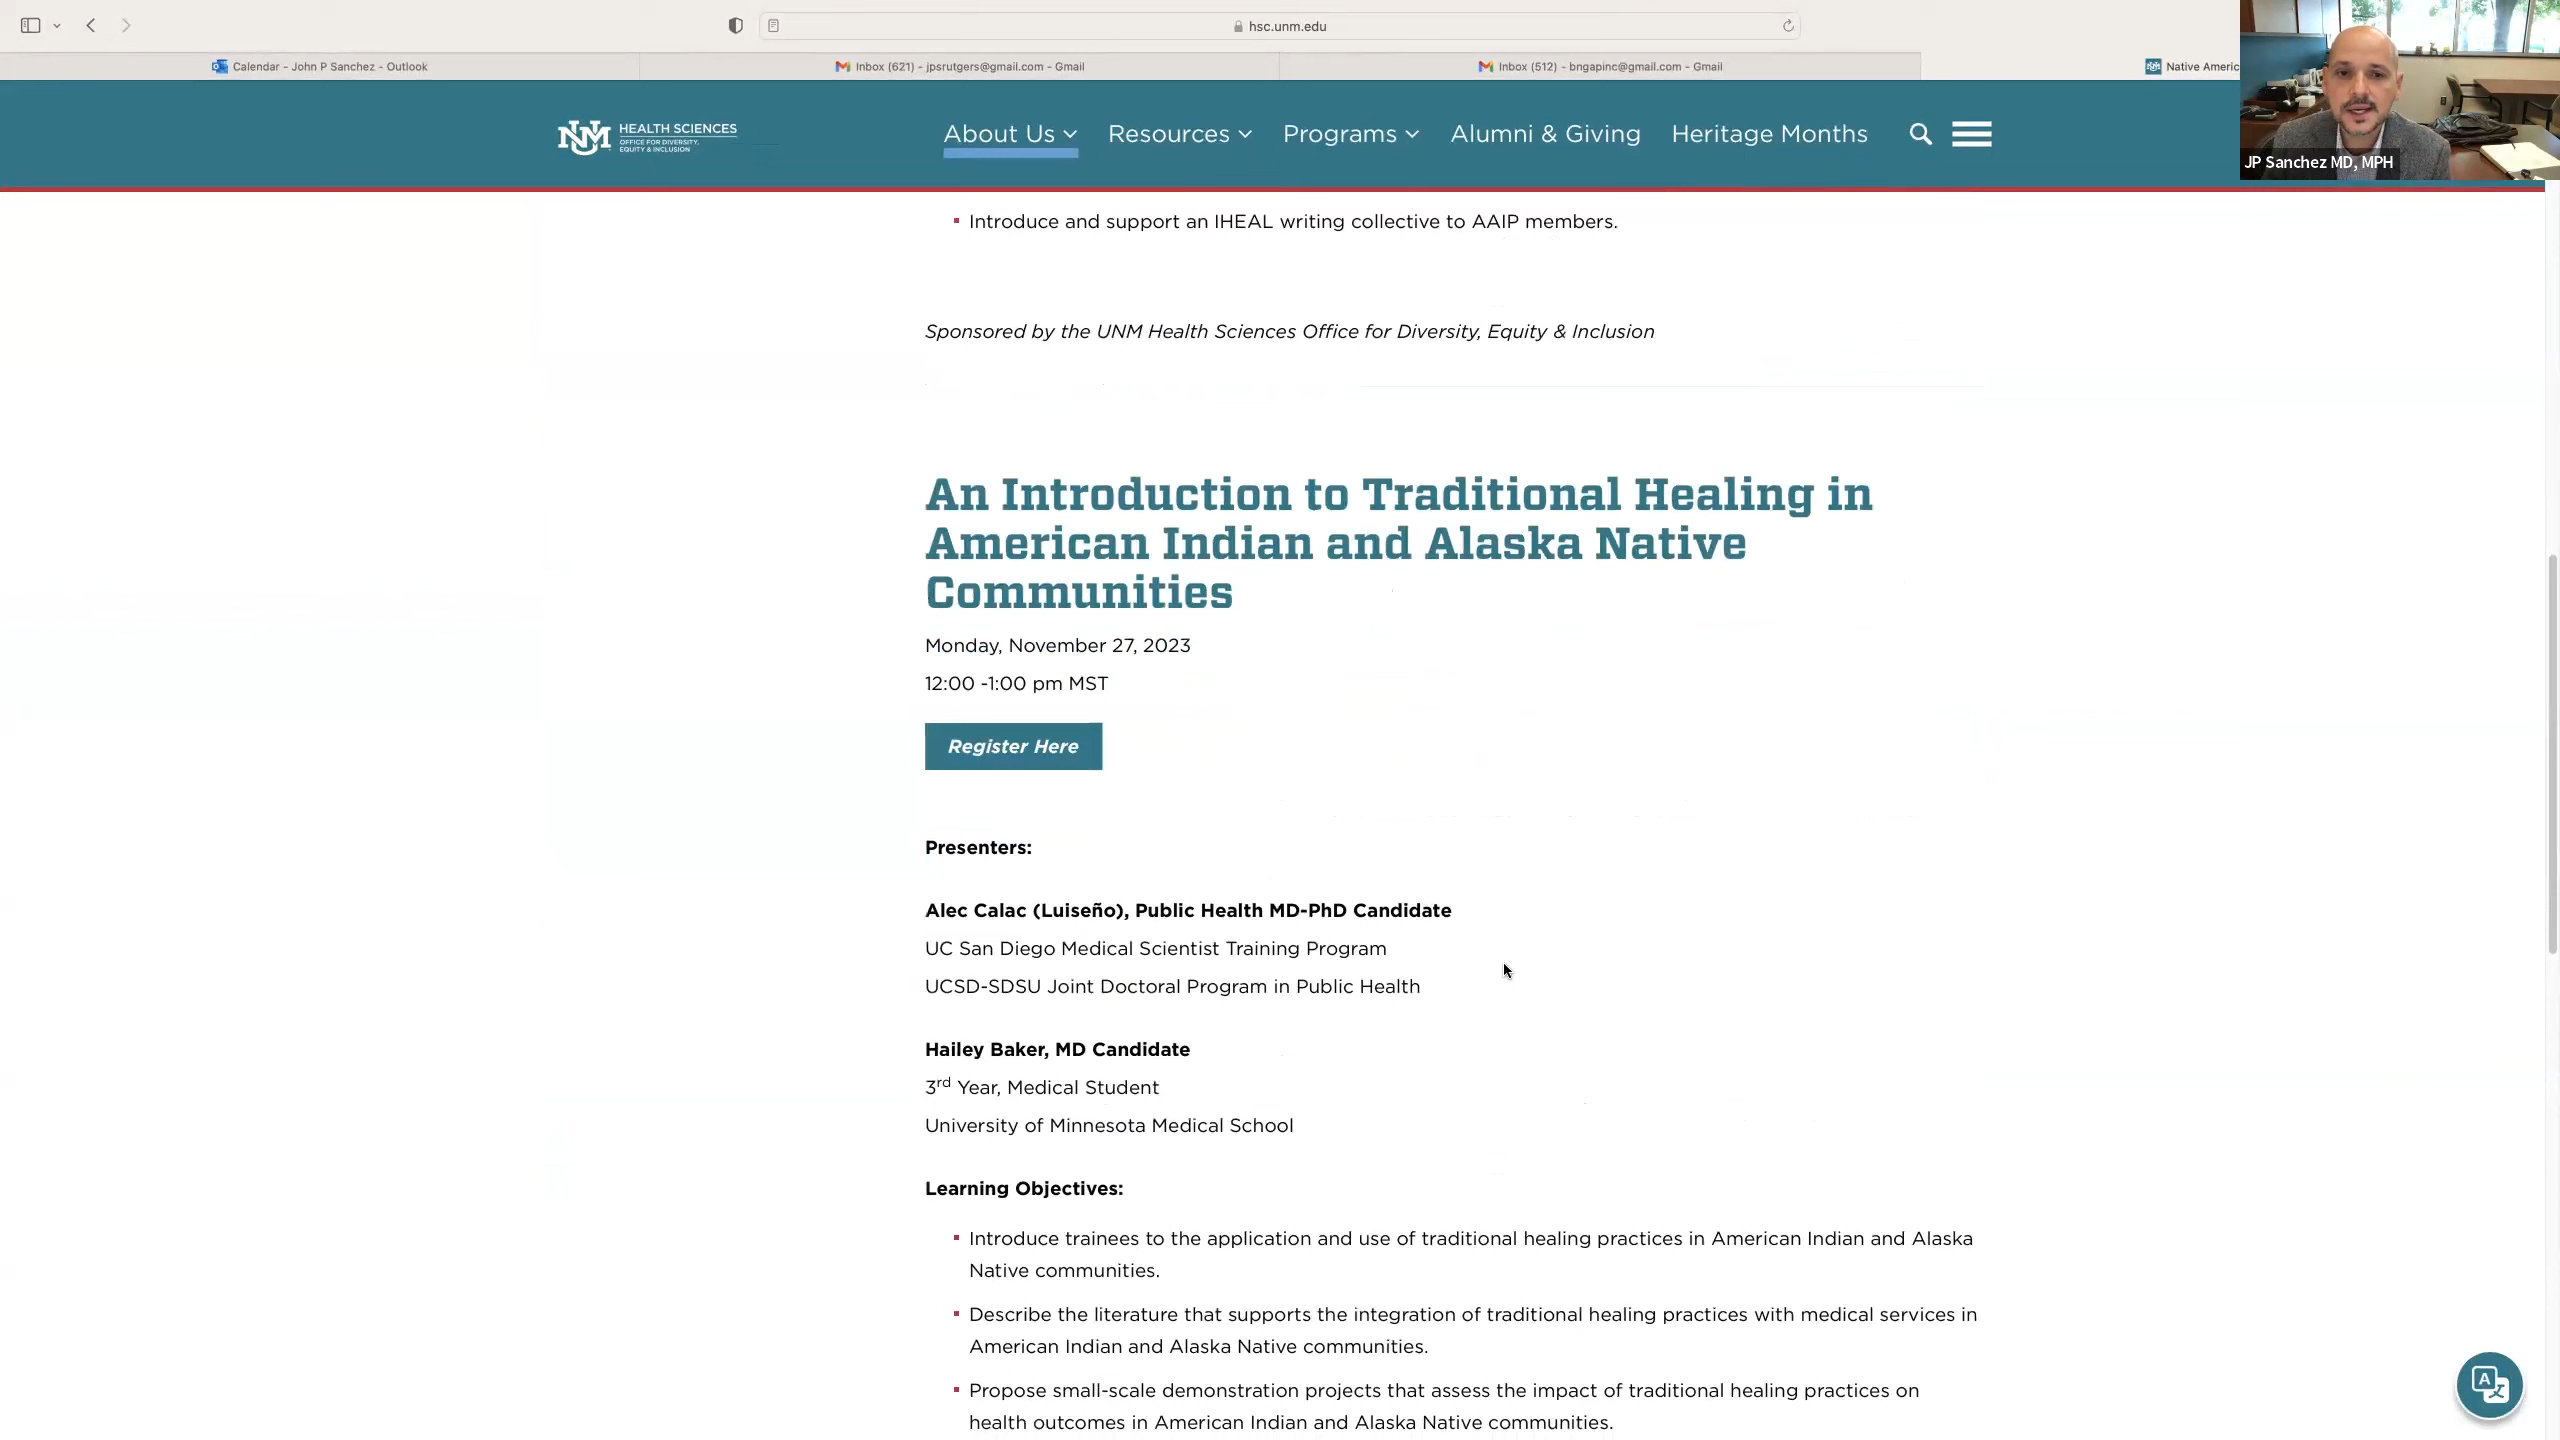 hsc.unm.edu
Calendar - John P Sanchez - Outlook
Inbox (621) - jpsrutgers@gmail.com - Gmail
Inbox (512) - bngapinc@gmail.com - Gmail
Native Americ
UNM HEALTH SCIENCES
OFFICE FOR DIVERSITY,
EQUITY & INCLUSION
About Us
Resources
Programs
Alumni & Giving
Heritage Months
JP Sanchez MD, MPH
Introduce and support an IHEAL writing collective to AAIP members.
Sponsored by the UNM Health Sciences Office for Diversity, Equity & Inclusion
An Introduction to Traditional Healing in
American Indian and Alaska Native
Communities
Monday, November 27, 2023
12:00 -1:00 pm MST
Register Here
Presenters:
Alec Calac (Luiseño), Public Health MD-PhD Candidate
UC San Diego Medical Scientist Training Program
UCSD-SDSU Joint Doctoral Program in Public Health
Hailey Baker, MD Candidate
3rd Year, Medical Student
University of Minnesota Medical School
Learning Objectives:
Introduce trainees to the application and use of traditional healing practices in American Indian and Alaska
Native communities.
Describe the literature that supports the integration of traditional healing practices with medical services in
American Indian and Alaska Native communities.
Propose small-scale demonstration projects that assess the impact of traditional healing practices on
health outcomes in American Indian and Alaska Native communities.